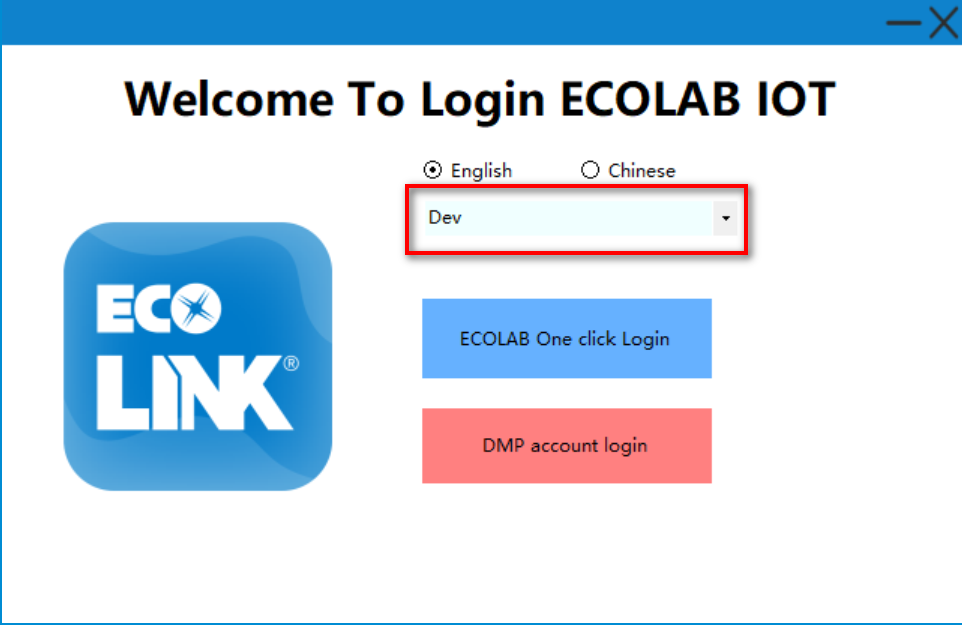 Welcome To Login ECOLAB IOT
English Chinese
Dev
ECO
LINK®
ECOLAB One click Login
DMP account login